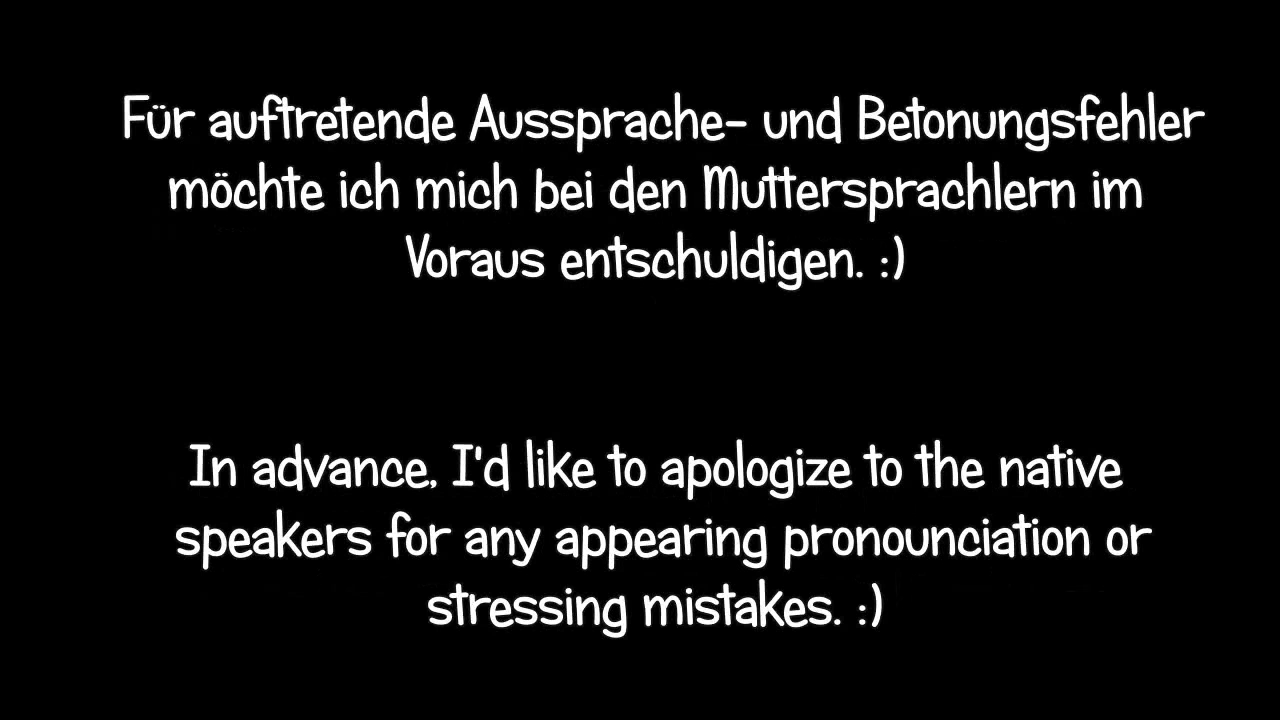 Für auftretende Aussprache- und Betonungsfehler
möchte ich mich bei den Muttersprachlern im
Voraus entschuldigen. :)
In advance, I'd like to apologize to the native
speakers for any appearing pronounciation or
stressing mistakes. :)